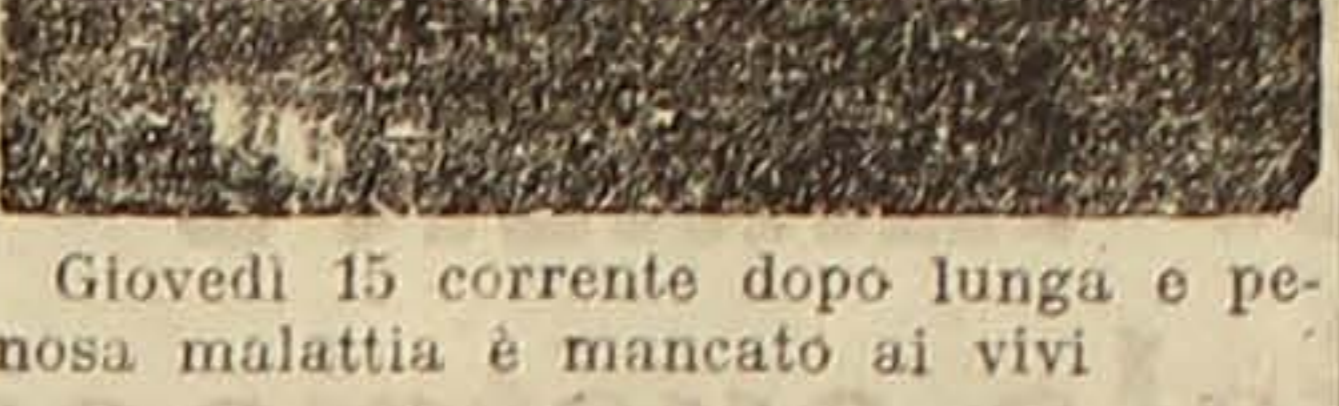 Giovedì 15 corrente dopo lunga e pe-
nosa malattia è mancato ai vivi